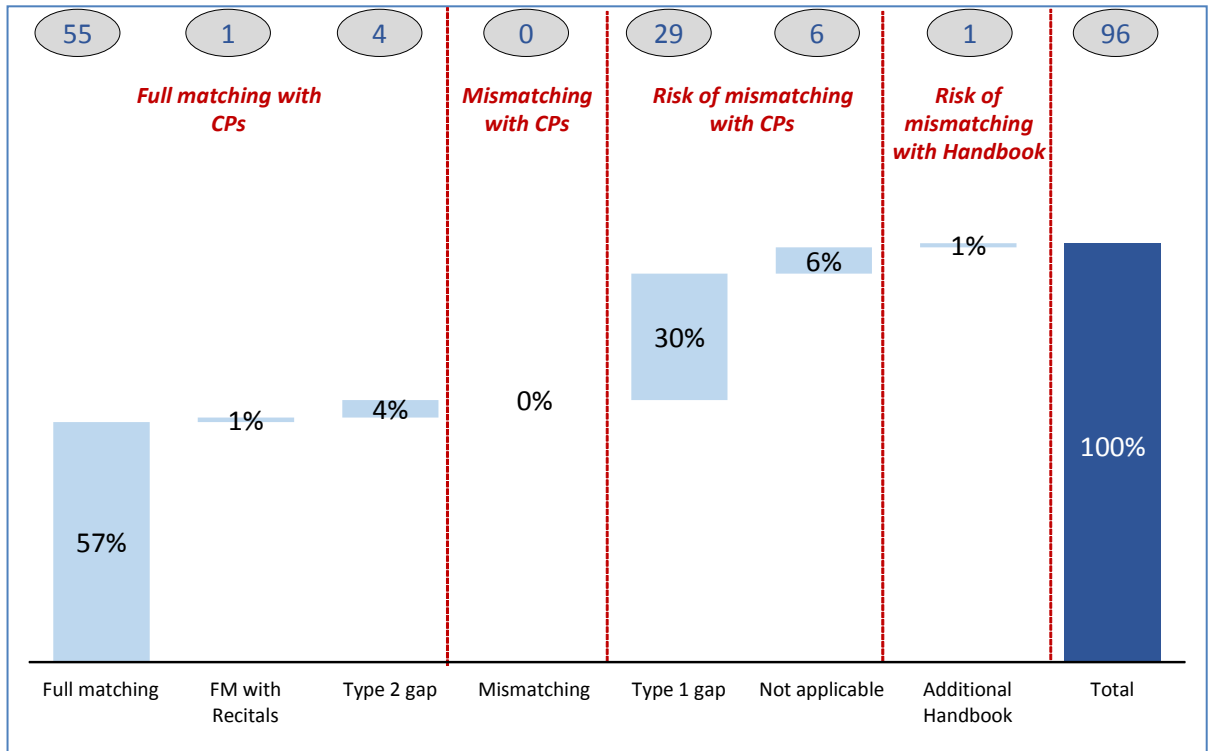 55 1 4 0 29 6 1 96
Full matching with
CPs
Mismatching
with CPs
Risk of mismatching
with CPs
Risk of
mismatching
with Handbook
57%
1%
4%
0%
30%
6%
1%
100%
Full matching
FM with
Recitals
Type 2 gap
Mismatching
Type 1 gap
Not applicable
Additional
Handbook
Total